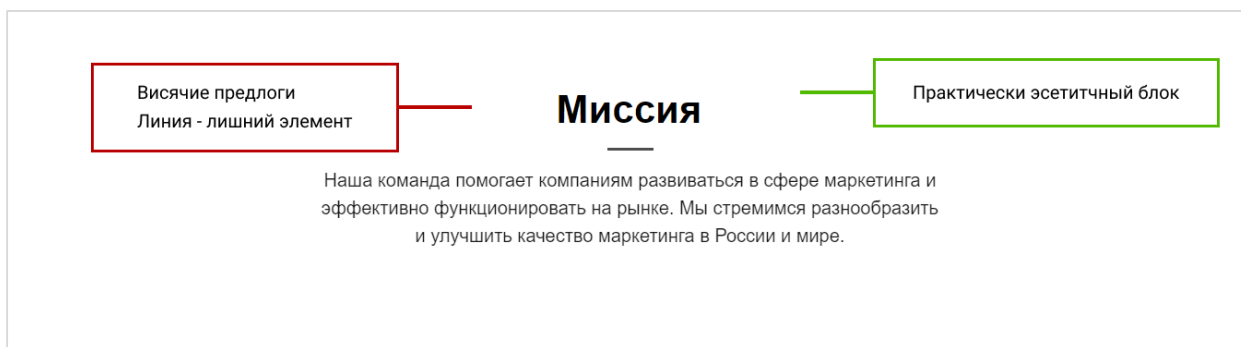 Висячие предлоги
Линия - лишний элемент
Практически эсетитчный блок
Миссия
Наша команда помогает компаниям развиваться в сфере маркетинга и
эффективно функционировать на рынке. Мы стремимся разнообразить
и улучшить качество маркетинга в России и мире.